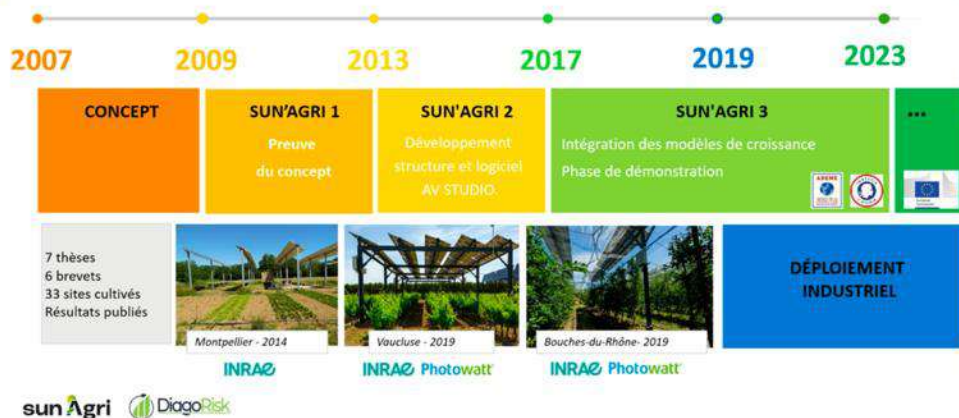 2007
2009
2013
2017
2019
2023
CONCEPT
SUN'AGRI 1
Preuve
du concept
SUN'AGRI 2
Développement
structure et logiciel
AV STUDIO.
SUN'AGRI 3
Intégration des modèles de croissance
Phase de démonstration
ADEME
...
7 thèses
6 brevets
33 sites cultivés
Résultats publiés
Montpellier - 2014
INRAE
Vaucluse - 2019
INRAE Photowatt
Bouches-du-Rhône- 2019
INRAE Photowatt
DÉPLOIEMENT
INDUSTRIEL
sun Agri
DiagoRisk